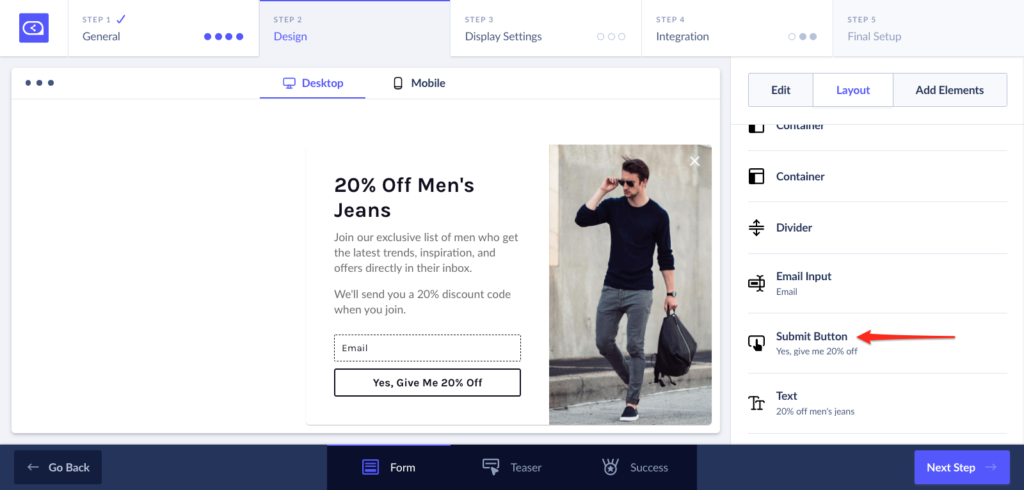 STEP 1
General
STEP 2
Design
STEP 3
Display Settings
STEP 4
Integration
STEP 5
Final Setup
Desktop
Mobile
20% Off Men's
Jeans
Join our exclusive list of men who get
the latest trends, inspiration, and
offers directly in their inbox.
We'll send you a 20% discount code
when you join.
Email
Yes, Give Me 20% Off
Edit
Layout
Add Elements
Container
Container
Divider
Email Input
Email
Submit Button
Yes, give me 20% off
Text
20% off men's jeans
Go Back
Form
Teaser
Success
Next Step